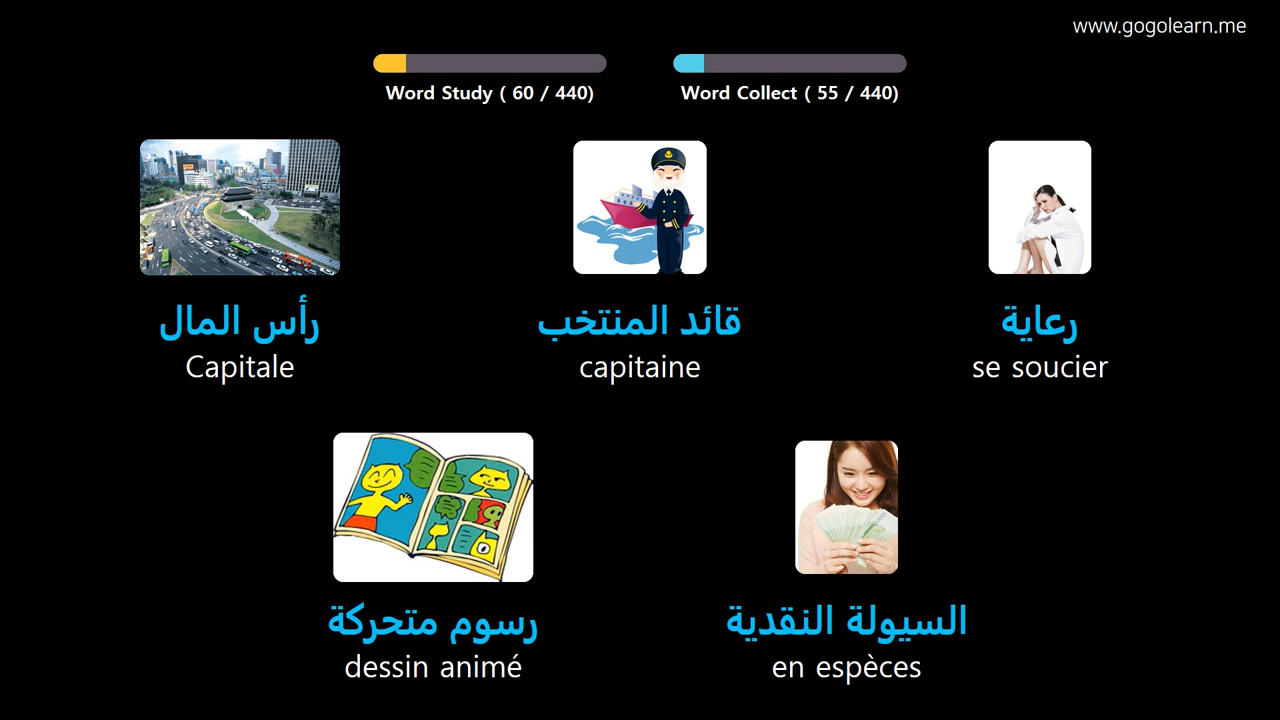 www.gogolearn.me
Word Study ( 60 / 440)
Word Collect ( 55 / 440)
رأس المال
Capitale
قائد المنتخب
capitaine
رعاية
se soucier
رسوم متحركة
dessin animé
السيولة النقدية
en espèces